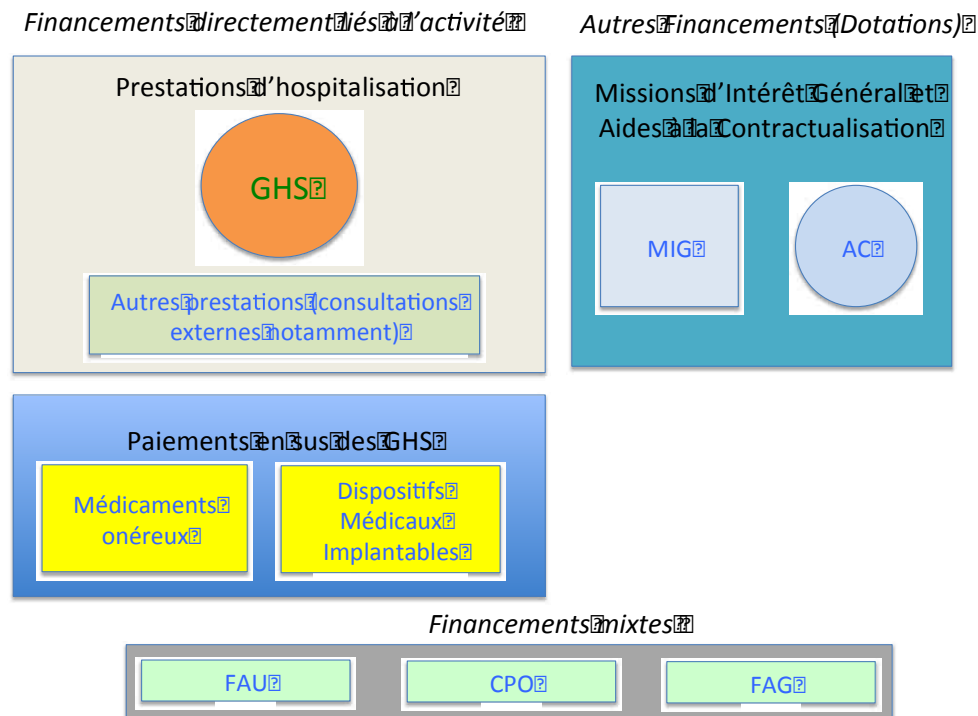 Financements directement liés à l’activité
Autres Financements (Dotations)
Prestations d’hospitalisation
GHS
Autres prestations (consultations
externes notamment)
Missions d’Intérêt Général et
Aides à la Contractualisation
MIG
AC
Paiements en sus des GHS
Médicaments
onéreux
Dispositifs
Médicaux
Implantables
Financements mixtes
FAU
CPO
FAG